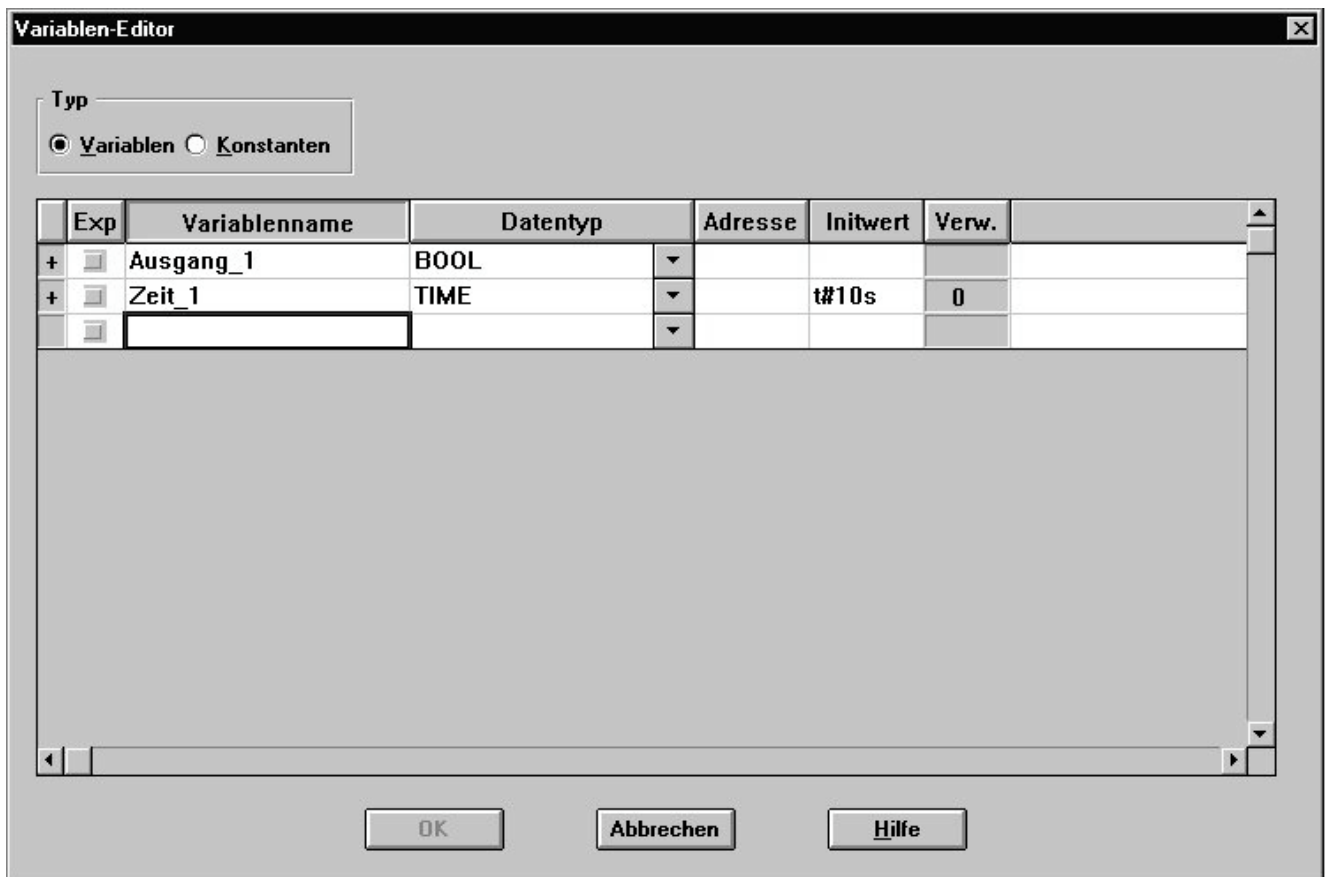 Variablen-Editor
Typ
Variablen Konstanten
Exp Variablenname Datentyp Adresse Initwert Verw.
+ Ausgang_1 BOOL
+ Zeit_1 TIME t#10s 0
OK Abbrechen Hilfe